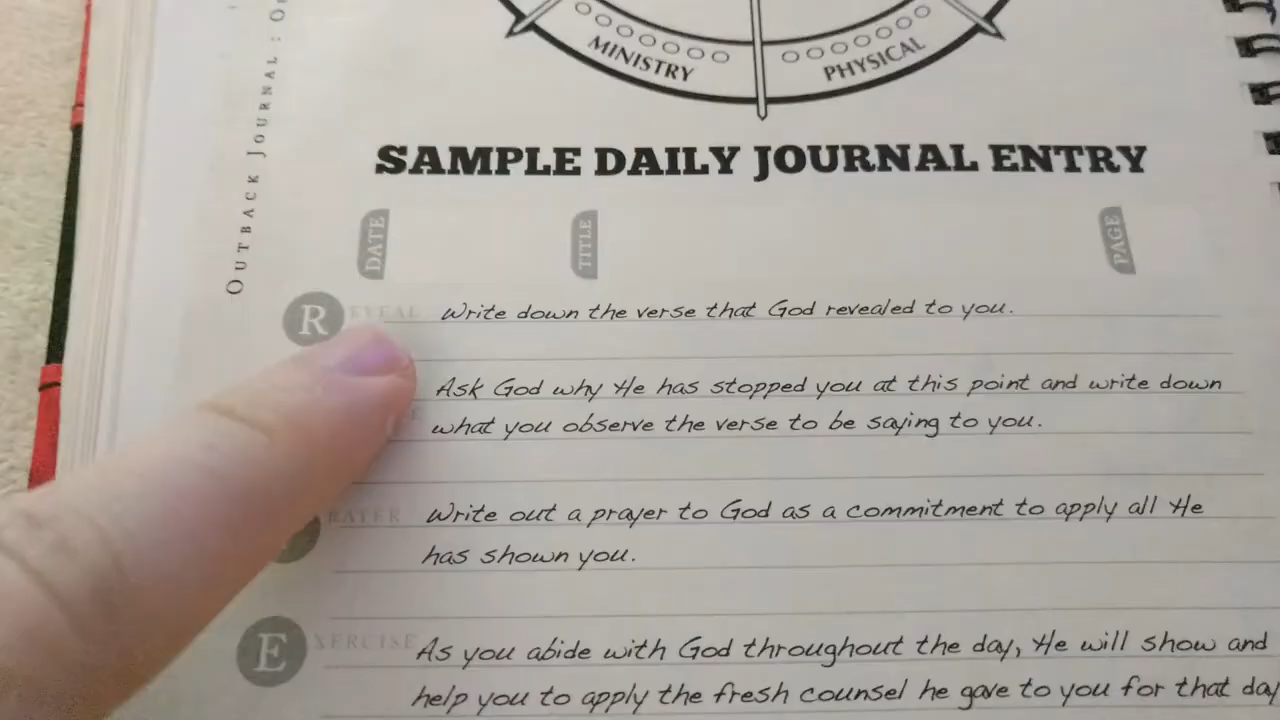 OUTBACK JOURNAL :
MINISTRY
PHYSICAL
SAMPLE DAILY JOURNAL ENTRY
DATE
TITLE
PAGE
REVEAL Write down the verse that God revealed to you.
Ask God why He has stopped you at this point and write down
what you observe the verse to be saying to you.
RAYER Write out a prayer to God as a commitment to apply all He
has shown you.
EXERCISE As you abide with God throughout the day, He will show and
help you to apply the fresh counsel he gave to you for that day